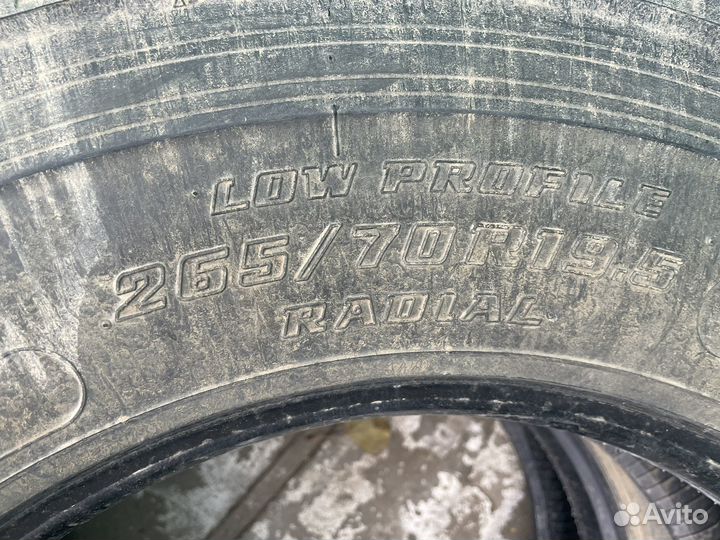 LOW PROFILE
265/70R19.5
RADIAL
Avito